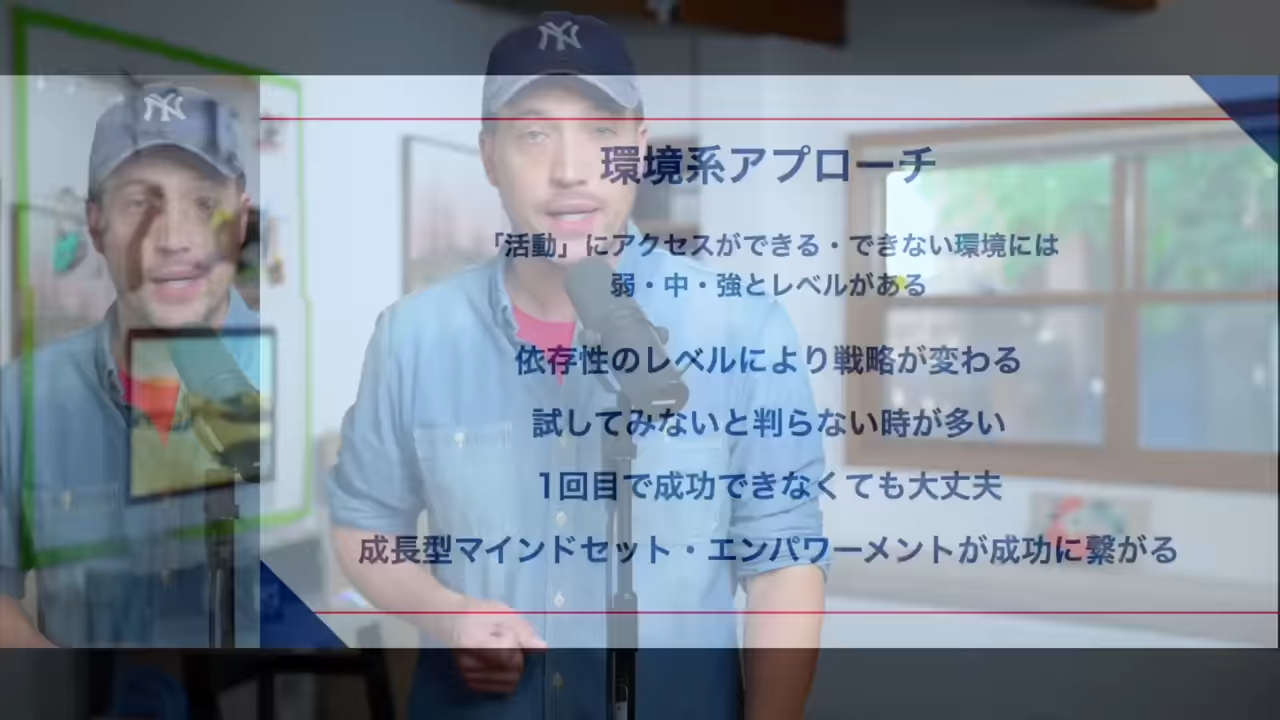 NY
NY
環境系アプローチ
「活動」にアクセスができる・できない環境には
弱・中・強とレベルがある
依存性のレベルにより戦略が変わる
試してみないと判らない時が多い
1回目で成功できなくても大丈夫
成長型マインドセット・エンパワーメントが成功に繋がる